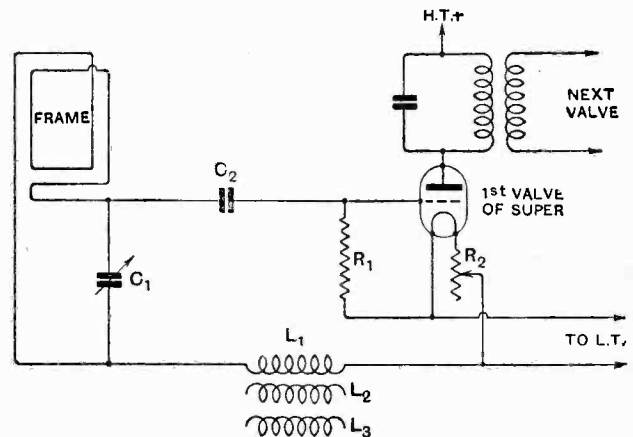 H.T.+
FRAME
NEXT
VALVE
C2
1st VALVE
OF SUPER
R1
R2
C1
TO L.T.
L1
L2
L3